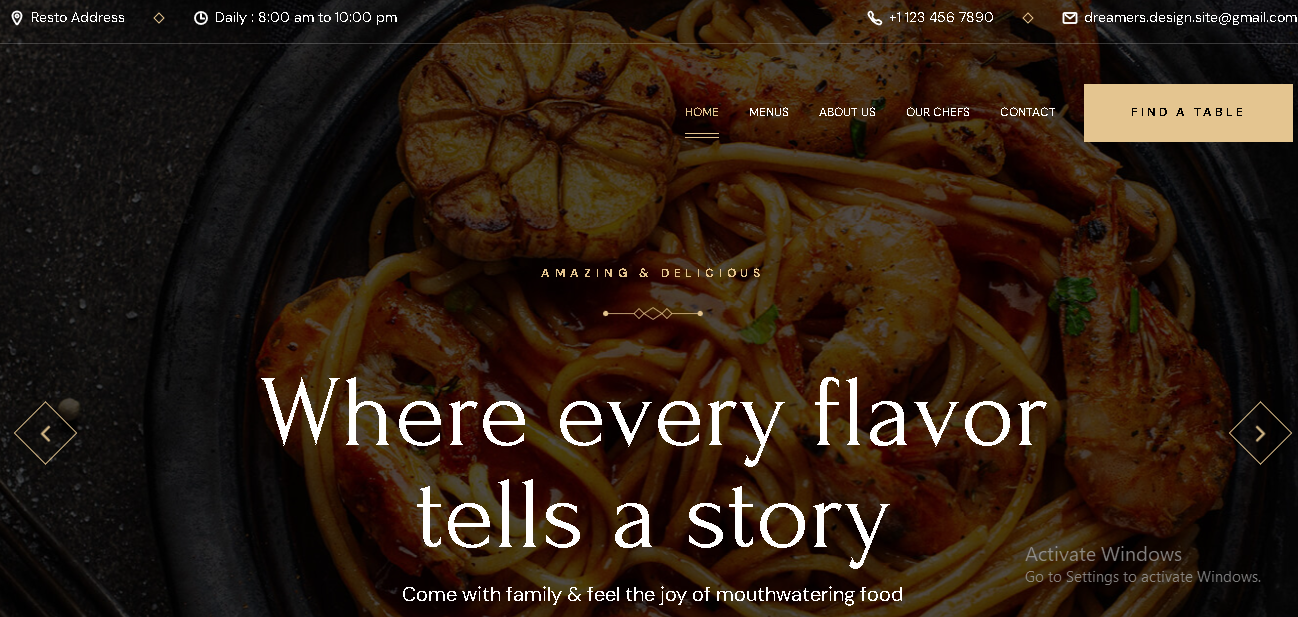 Resto Address
Daily : 8:00 am to 10:00 pm
+1 123 456 7890
dreamers.design.site@gmail.com
HOME
MENUS
ABOUT US
OUR CHEFS
CONTACT
FIND A TABLE
AMAZING & DELICIOUS
Where every flavor
tells a story
Come with family & feel the joy of mouthwatering food
Activate Windows
Go to Settings to activate Windows.